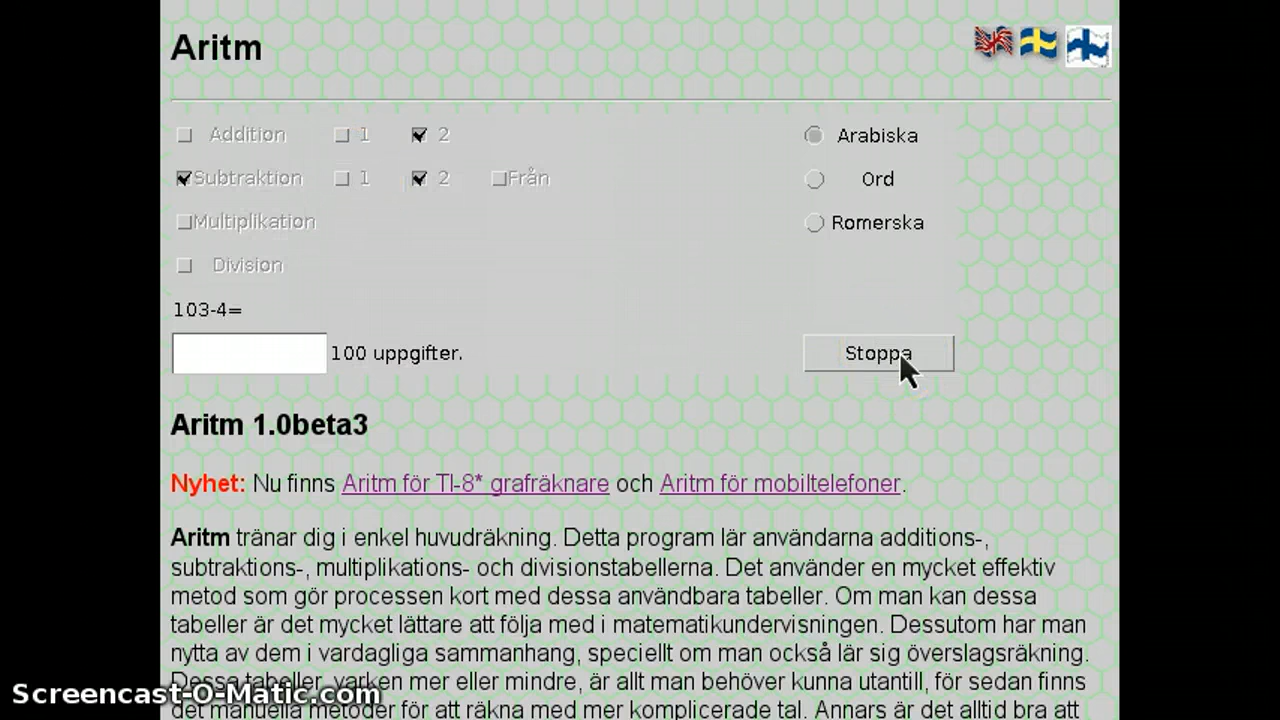 Aritm
Addition 1 2 Arabiska
Subtraktion 1 2 Från Ord
Multiplikation Romerska
Division
103-4=
100 uppgifter. Stoppa
Aritm 1.0beta3
Nyhet: Nu finns Aritm för TI-8* grafräknare och Aritm för mobiltelefoner.
Aritm tränar dig i enkel huvudräkning. Detta program lär användarna additions-,
subtraktions-, multiplikations- och divisionstabellerna. Det använder en mycket effektiv
metod som gör processen kort med dessa användbara tabeller. Om man kan dessa
tabeller är det mycket lättare att följa med i matematikundervisningen. Dessutom har man
nytta av dem i vardagliga sammanhang, speciellt om man också lär sig överslagsräkning.
Dessa tabeller, varken mer eller mindre, är allt man behöver kunna utantill, för sedan finns
det manuella metoder för att räkna med mer komplicerade tal. Annars är det alltid bra att
Screencast-O-Matic.com